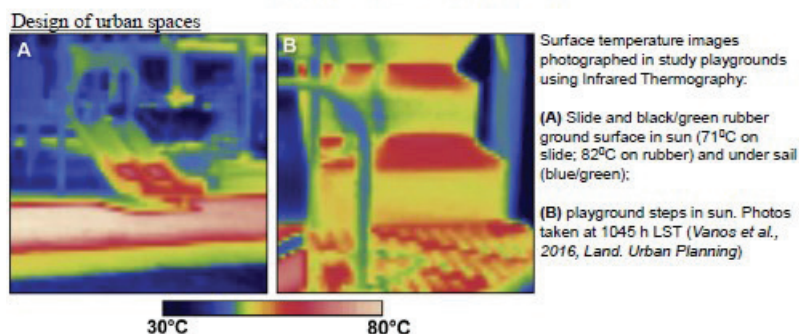 Design of urban spaces
A
B
Surface temperature images
photographed in study playgrounds
using Infrared Thermography:
(A) Slide and black/green rubber
ground surface in sun (71⁰C on
slide; 82⁰C on rubber) and under sail
(blue/green);
(B) playground steps in sun. Photos
taken at 1045 h LST (Vanos et al.,
2016, Land. Urban Planning)
30°C
80°C